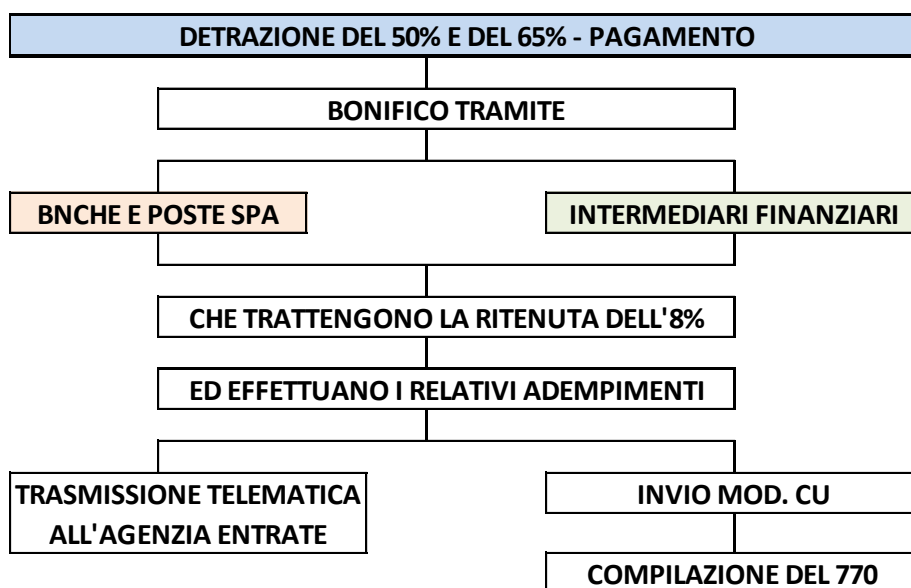 DETRAZIONE DEL 50% E DEL 65% - PAGAMENTO
BONIFICO TRAMITE
BNCHE E POSTE SPA
INTERMEDIARI FINANZIARI
CHE TRATTENGONO LA RITENUTA DELL'8%
ED EFFETTUANO I RELATIVI ADEMPIMENTI
TRASMISSIONE TELEMATICA
ALL'AGENZIA ENTRATE
INVIO MOD. CU
COMPILAZIONE DEL 770